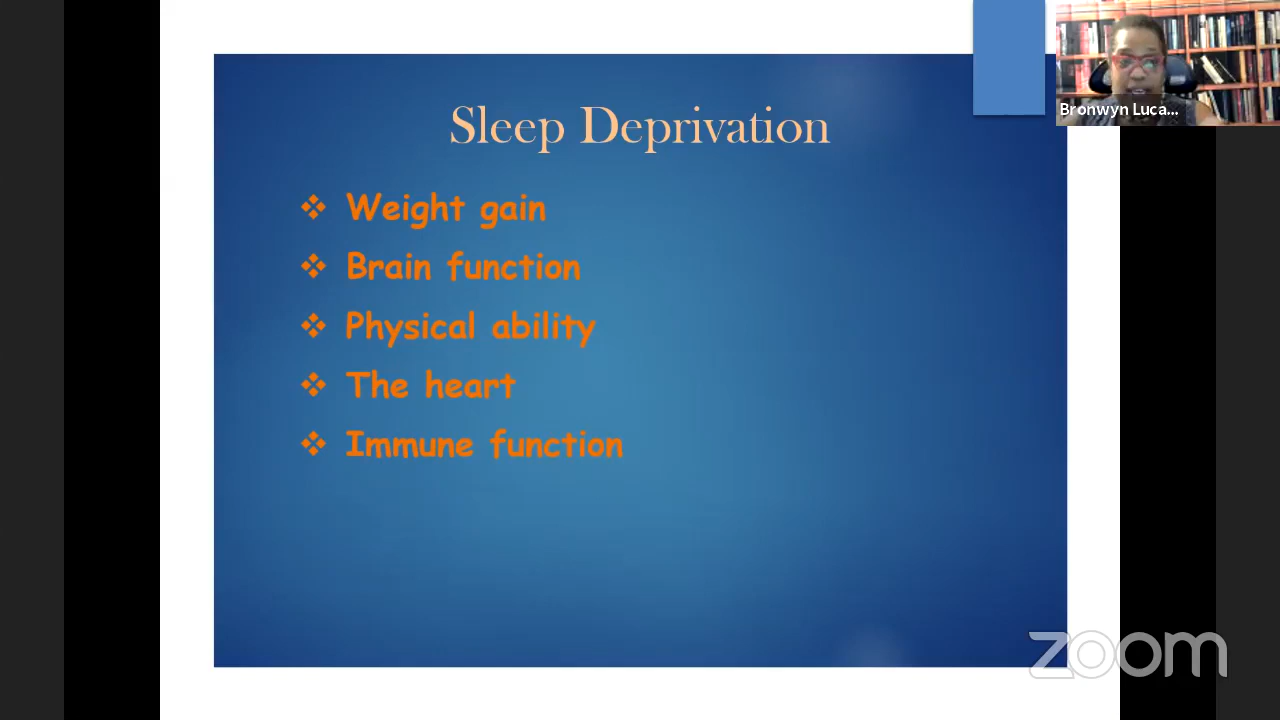 Sleep Deprivation
Bronwyn Luca...
❖ Weight gain
❖ Brain function
❖ Physical ability
❖ The heart
❖ Immune function
zoom